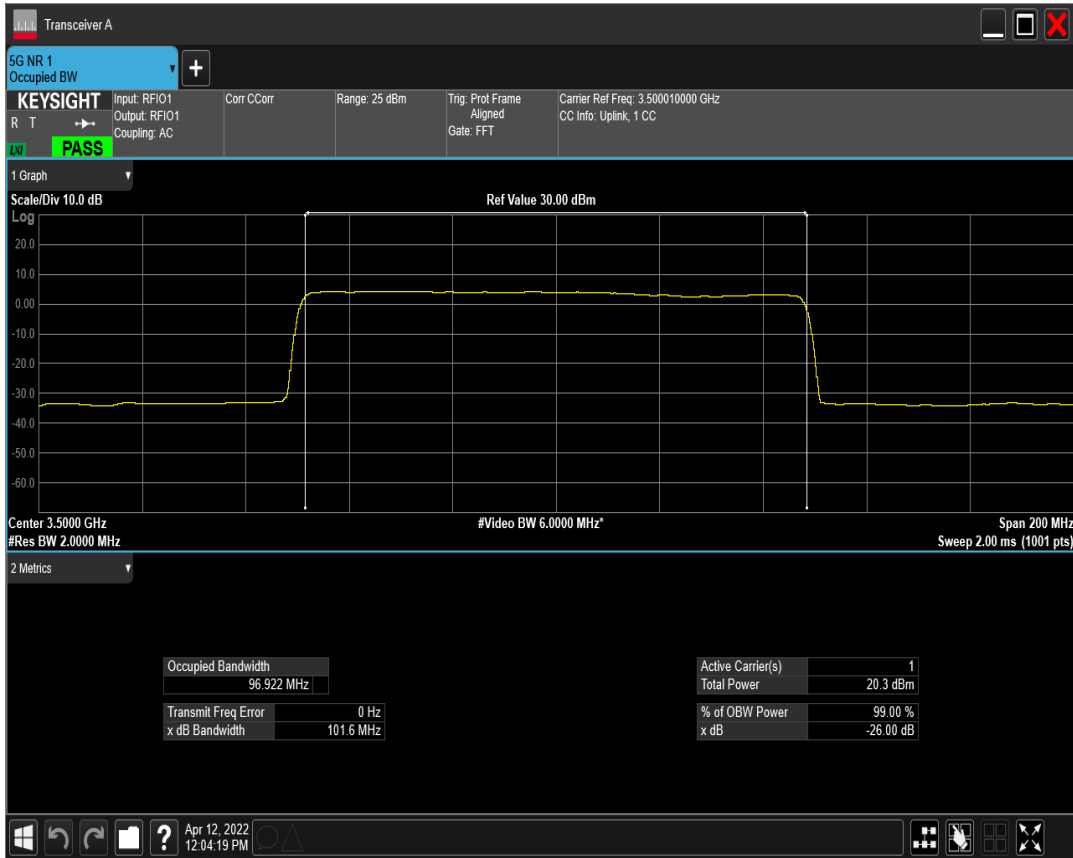 Transceiver A
5G NR 1
Occupied BW
KEYSIGHT
R T
LXI
PASS
Input: RFIO1
Output: RFIO1
Coupling: AC
Corr CCorr
Range: 25 dBm
Trig: Prot Frame
Aligned
Gate: FFT
Carrier Ref Freq: 3.500010000 GHz
CC Info: Uplink, 1 CC
1 Graph
Scale/Div 10.0 dB
Ref Value 30.00 dBm
Log
20.0
10.0
0.00
-10.0
-20.0
-30.0
-40.0
-50.0
-60.0
Center 3.5000 GHz
#Video BW 6.0000 MHz*
Span 200 MHz
#Res BW 2.0000 MHz
Sweep 2.00 ms (1001 pts)
2 Metrics
Occupied Bandwidth
96.922 MHz
Transmit Freq Error 0 Hz
x dB Bandwidth 101.6 MHz
Active Carrier(s) 1
Total Power 20.3 dBm
% of OBW Power 99.00 %
x dB -26.00 dB
?
Apr 12, 2022
12:04:19 PM